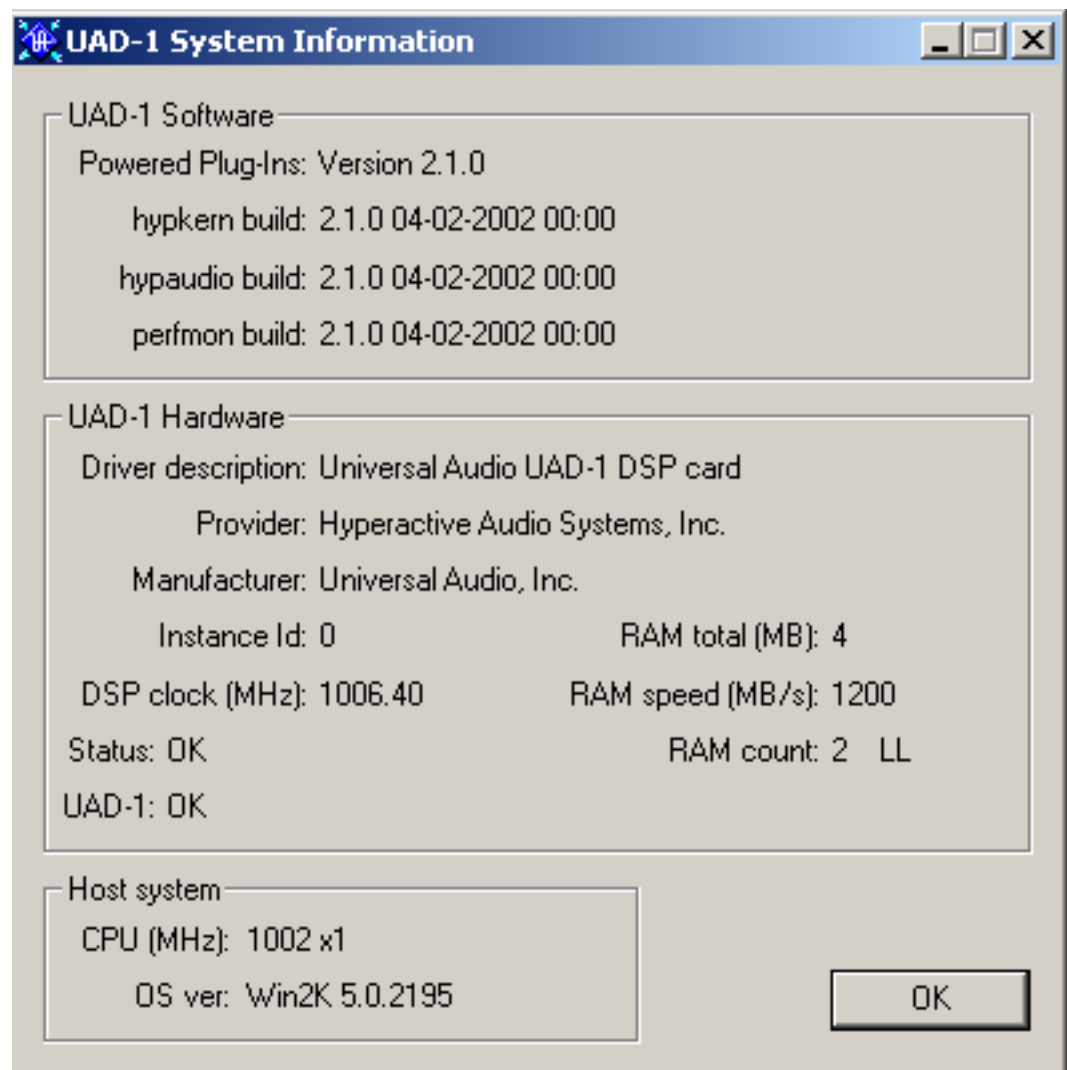 UAD-1 System Information
UAD-1 Software
Powered Plug-Ins: Version 2.1.0
hypkern build: 2.1.0 04-02-2002 00:00
hypaudio build: 2.1.0 04-02-2002 00:00
perfmon build: 2.1.0 04-02-2002 00:00
UAD-1 Hardware
Driver description: Universal Audio UAD-1 DSP card
Provider: Hyperactive Audio Systems, Inc.
Manufacturer: Universal Audio, Inc.
Instance Id: 0 RAM total (MB): 4
DSP clock (MHz): 1006.40 RAM speed (MB/s): 1200
Status: OK RAM count: 2 LL
UAD-1: OK
Host system
CPU (MHz): 1002 x1
OS ver: Win2K 5.0.2195
OK